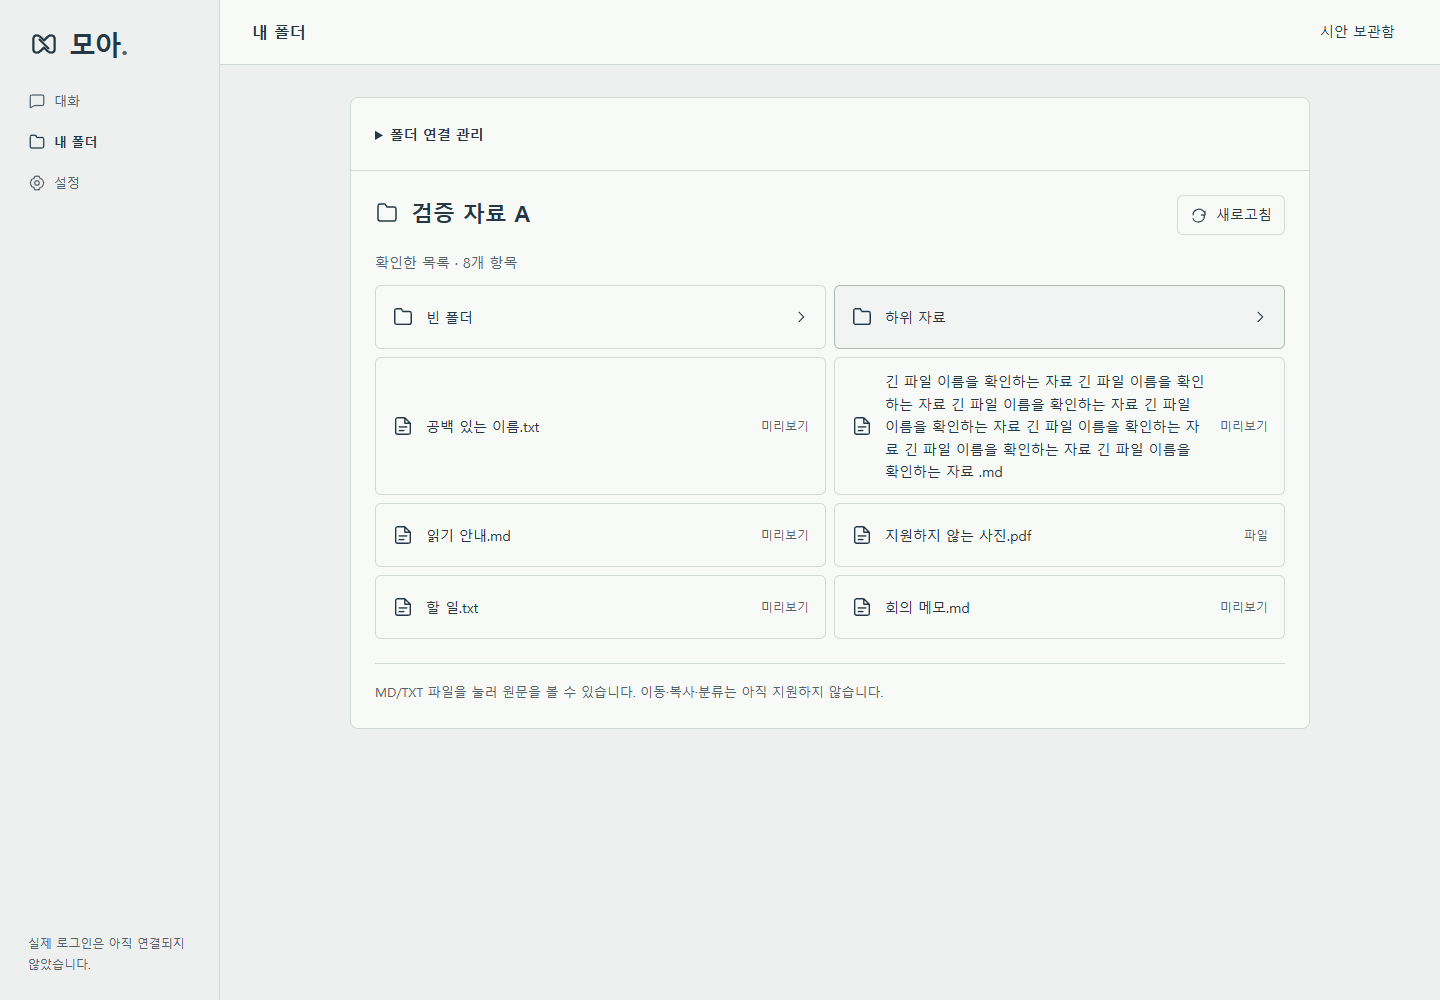 모아.
대화
내 폴더
설정
실제 로그인은 아직 연결되지
않았습니다.
내 폴더
시안 보관함
▶ 폴더 연결 관리
검증 자료 A
새로고침
확인한 목록 · 8개 항목
빈 폴더
하위 자료
공백 있는 이름.txt
미리보기
긴 파일 이름을 확인하는 자료 긴 파일 이름을 확인
하는 자료 긴 파일 이름을 확인하는 자료 긴 파일
이름을 확인하는 자료 긴 파일 이름을 확인하는 자
료 긴 파일 이름을 확인하는 자료 긴 파일 이름을
확인하는 자료 .md
미리보기
읽기 안내.md
미리보기
지원하지 않는 사진.pdf
파일
할 일.txt
미리보기
회의 메모.md
미리보기
MD/TXT 파일을 눌러 원문을 볼 수 있습니다. 이동·복사·분류는 아직 지원하지 않습니다.